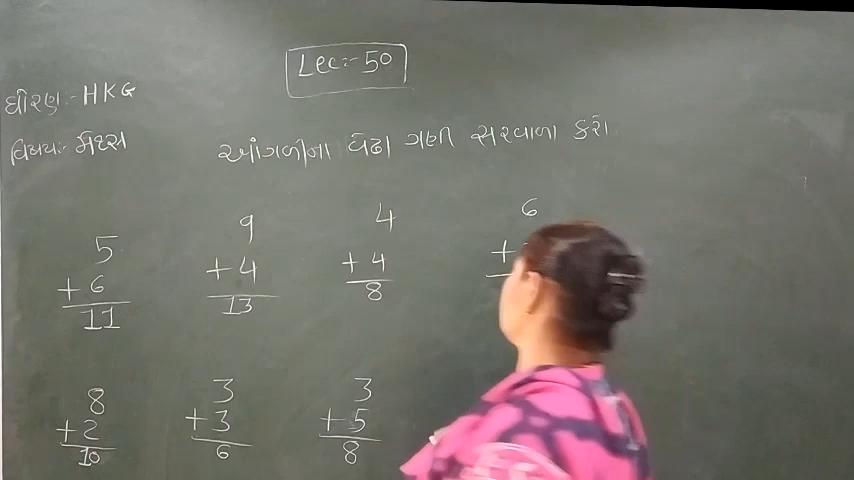 Lec:- 50
ધોરણ:- HKG
વિષય:- મેથ્સ
આંગળીના વેઢા ગણી સરવાળા કરો.
5 9 4 6
+ 6 + 4 + 4 +
11 13 8
8 3 3
+ 2 + 3 + 5
10 6 8